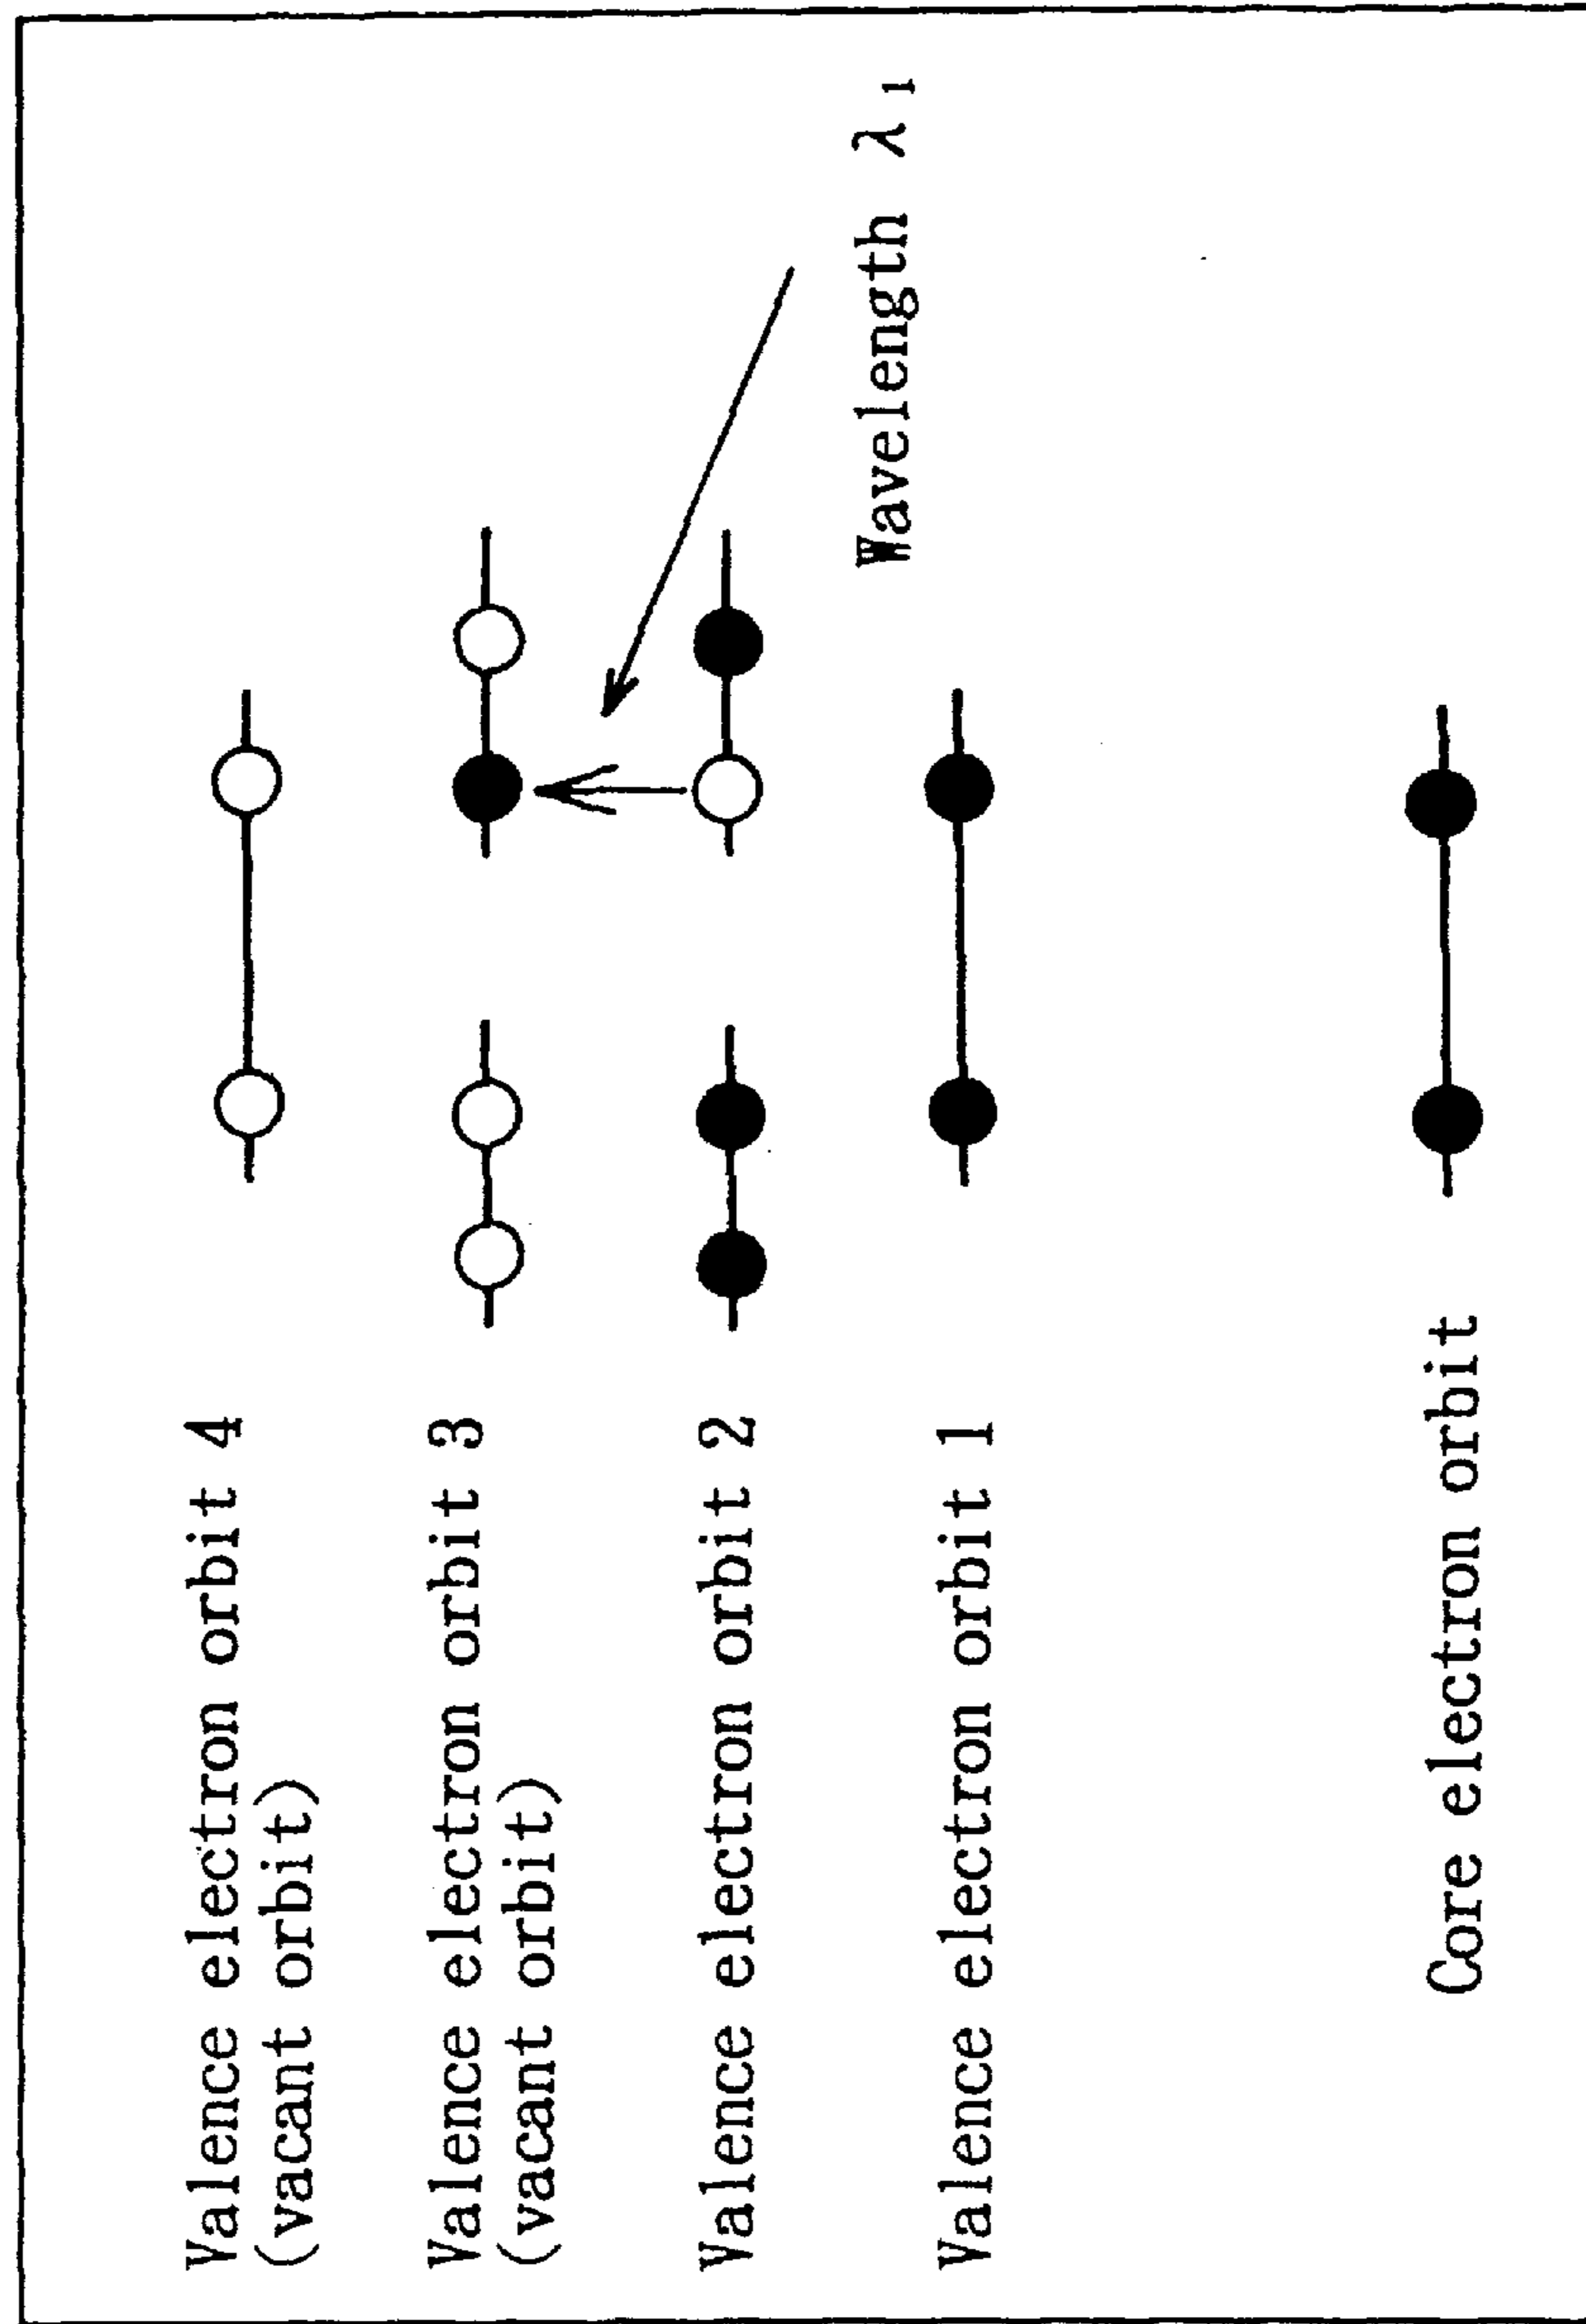 Valence electron orbit 4
(vacant orbit)
Valence electron orbit 3
(vacant orbit)
Valence electron orbit 2
Wavelength λ₁
Valence electron orbit 1
Core electron orbit